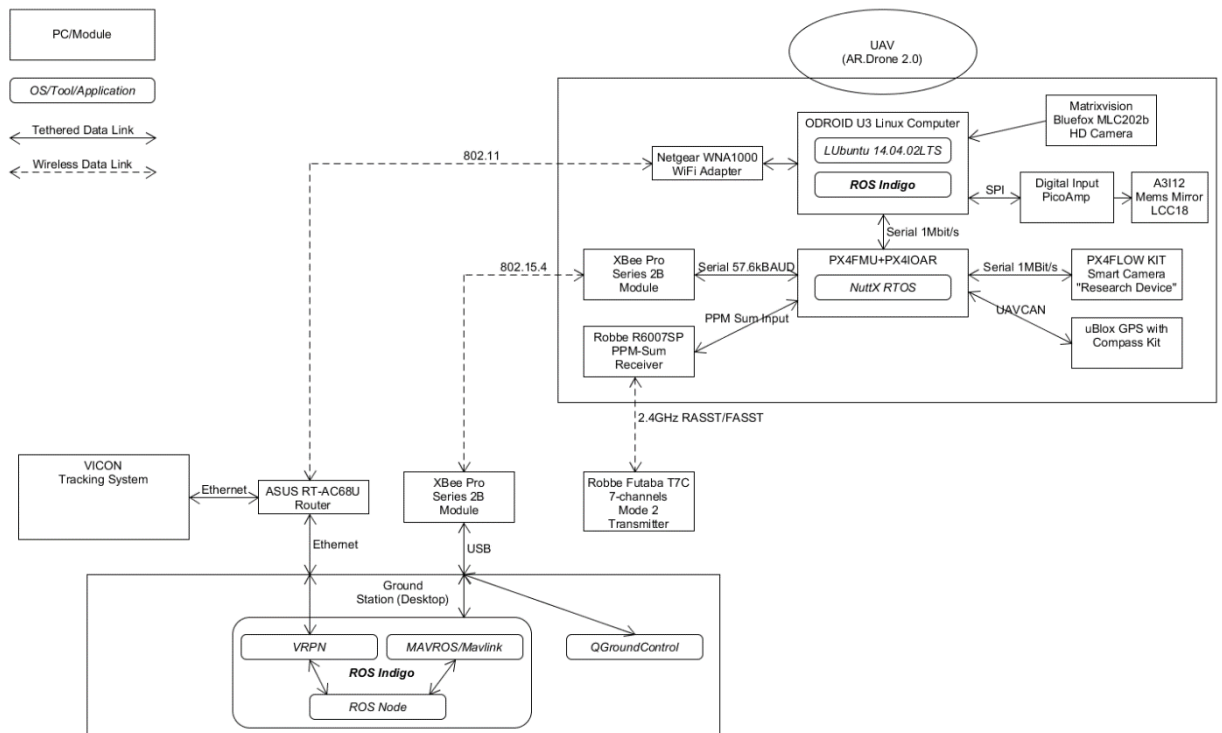 PC/Module
OS/Tool/Application
Tethered Data Link
Wireless Data Link
UAV
(AR.Drone 2.0)
ODROID U3 Linux Computer
LUbuntu 14.04.02LTS
ROS Indigo
Matrixvision
Bluefox MLC202b
HD Camera
802.11
Netgear WNA1000
WiFi Adapter
SPI
Digital Input
PicoAmp
A3I12
Mems Mirror
LCC18
Serial 1Mbit/s
802.15.4
XBee Pro
Series 2B
Module
Serial 57.6kBAUD
PX4FMU+PX4IOAR
NuttX RTOS
Serial 1MBit/s
PX4FLOW KIT
Smart Camera
"Research Device"
PPM Sum Input
UAVCAN
uBlox GPS with
Compass Kit
Robbe R6007SP
PPM-Sum
Receiver
2.4GHz RASST/FASST
VICON
Tracking System
Ethernet
ASUS RT-AC68U
Router
XBee Pro
Series 2B
Module
Robbe Futaba T7C
7-channels
Mode 2
Transmitter
Ethernet
USB
Ground
Station (Desktop)
VRPN
MAVROS/Mavlink
QGroundControl
ROS Indigo
ROS Node